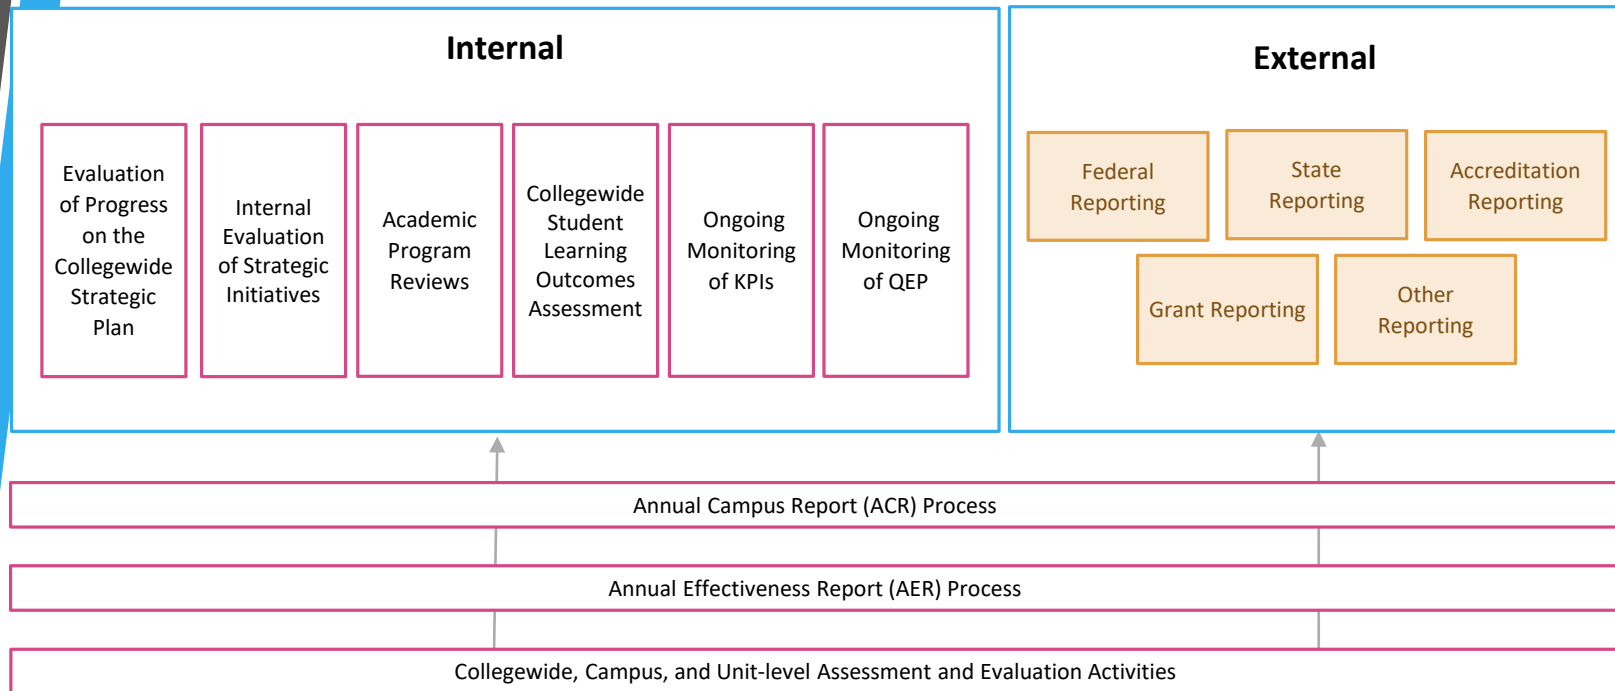 Internal
Evaluation
of Progress
on the
Collegewide
Strategic
Plan
Internal
Evaluation
of Strategic
Initiatives
Academic
Program
Reviews
Collegewide
Student
Learning
Outcomes
Assessment
Ongoing
Monitoring
of KPIs
Ongoing
Monitoring
of QEP
External
Federal
Reporting
State
Reporting
Accreditation
Reporting
Grant Reporting
Other
Reporting
Annual Campus Report (ACR) Process
Annual Effectiveness Report (AER) Process
Collegewide, Campus, and Unit-level Assessment and Evaluation Activities